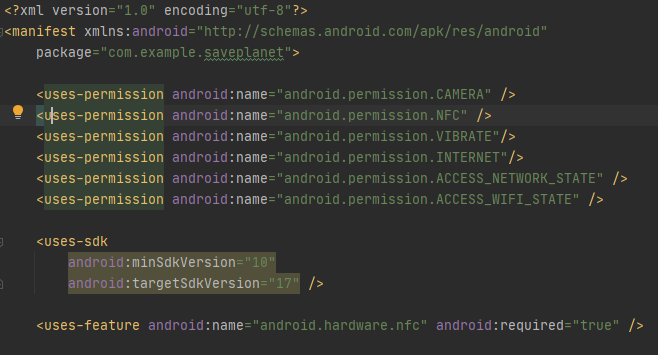 <?xml version="1.0" encoding="utf-8"?>
<manifest xmlns:android="http://schemas.android.com/apk/res/android"
    package="com.example.saveplanet">

    <uses-permission android:name="android.permission.CAMERA" />
    <uses-permission android:name="android.permission.NFC" />
    <uses-permission android:name="android.permission.VIBRATE"/>
    <uses-permission android:name="android.permission.INTERNET"/>
    <uses-permission android:name="android.permission.ACCESS_NETWORK_STATE" />
    <uses-permission android:name="android.permission.ACCESS_WIFI_STATE" />

    <uses-sdk
        android:minSdkVersion="10"
        android:targetSdkVersion="17" />

    <uses-feature android:name="android.hardware.nfc" android:required="true" />